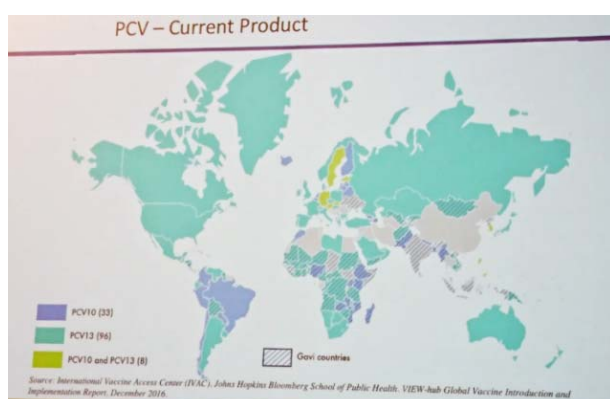 PCV – Current Product
PCV10 (33)
PCV13 (96)
PCV10 and PCV13 (8)
Gavi countries
Source: International Vaccine Access Center (IVAC), Johns Hopkins Bloomberg School of Public Health. VIEW-hub Global Vaccine Introduction and
Implementation Report, December 2016.